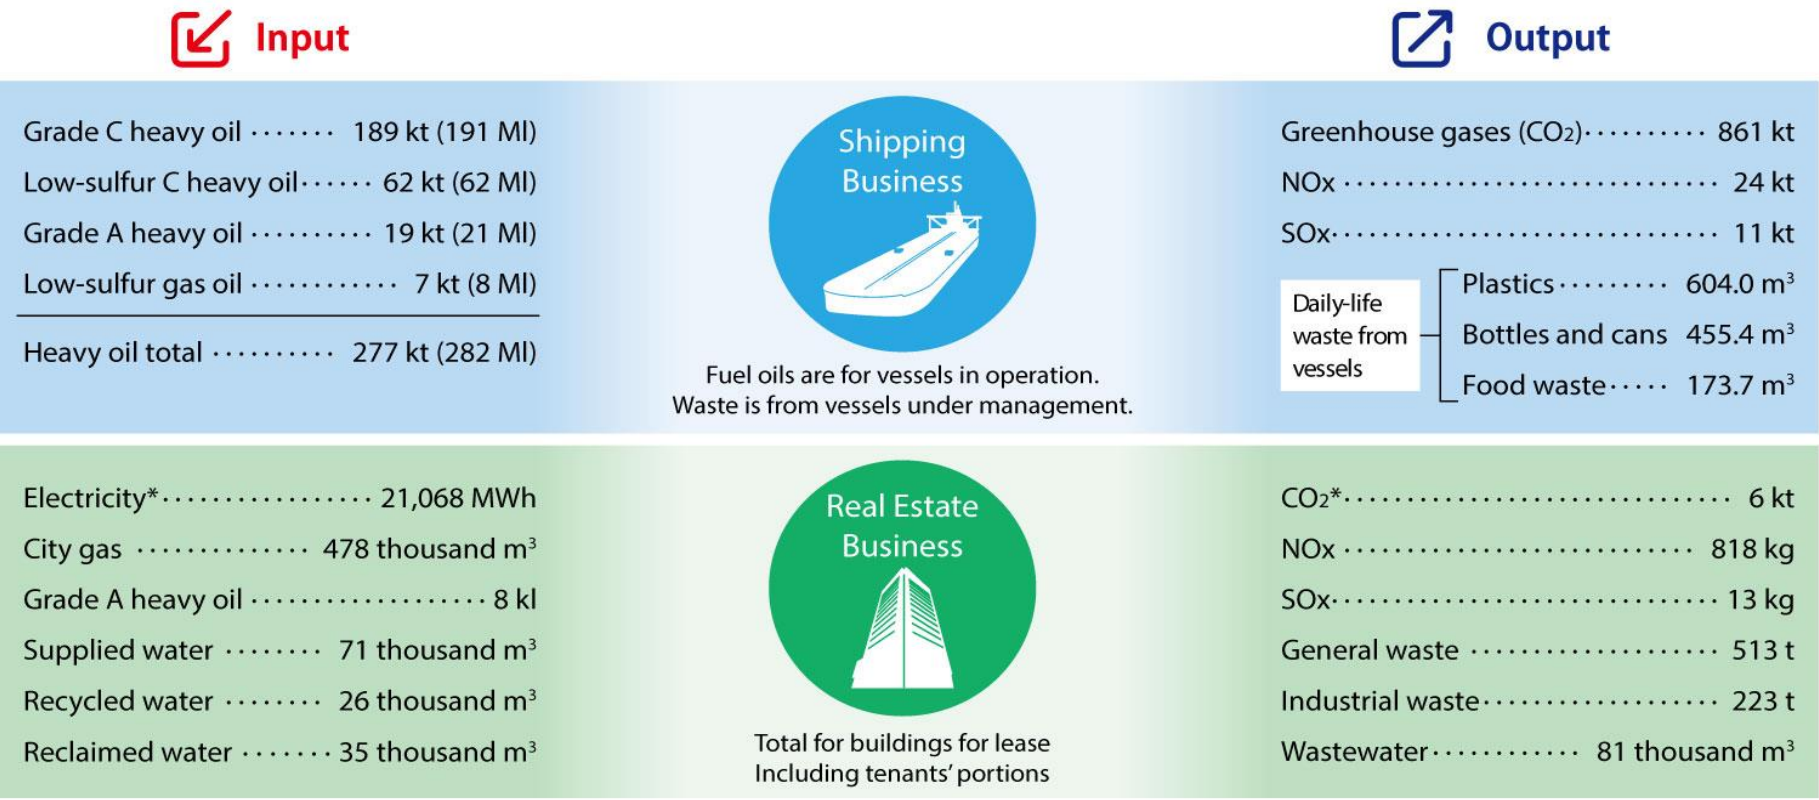 Input
Output
Grade C heavy oil ······· 189 kt (191 Ml)
Low-sulfur C heavy oil······ 62 kt (62 Ml)
Grade A heavy oil ·········· 19 kt (21 Ml)
Low-sulfur gas oil ············ 7 kt (8 Ml)
Heavy oil total ·········· 277 kt (282 Ml)
Shipping
Business
Fuel oils are for vessels in operation.
Waste is from vessels under management.
Greenhouse gases (CO2)·········· 861 kt
NOx ······························ 24 kt
SOx······························· 11 kt
Daily-life
waste from
vessels
Plastics········· 604.0 m³
Bottles and cans 455.4 m³
Food waste····· 173.7 m³
Electricity*················· 21,068 MWh
City gas ·············· 478 thousand m³
Grade A heavy oil ··················· 8 kl
Supplied water ········ 71 thousand m³
Recycled water ········ 26 thousand m³
Reclaimed water ······· 35 thousand m³
Real Estate
Business
Total for buildings for lease
Including tenants' portions
CO2*······························· 6 kt
NOx ···························· 818 kg
SOx······························· 13 kg
General waste ···················· 513 t
Industrial waste··················· 223 t
Wastewater············ 81 thousand m³